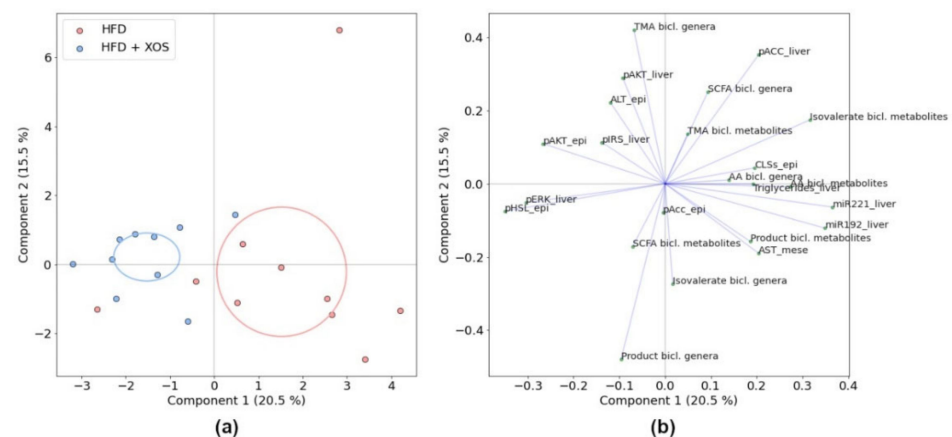 HFD
HFD + XOS
6
4
2
0
−2
−3
−2
−1
0
1
2
3
4
Component 2 (15.5 %)
Component 1 (20.5 %)
(a)
0.4
0.2
0.0
−0.2
−0.4
−0.4
−0.3
−0.2
−0.1
0.0
0.1
0.2
0.3
0.4
Component 2 (15.5 %)
Component 1 (20.5 %)
TMA bicl. genera
pACC_liver
pAKT_liver
SCFA bicl. genera
ALT_epi
Isovalerate bicl. metabolites
TMA bicl. metabolites
pAKT_epi
pIRS_liver
CLSs_epi
AA bicl. genera
AA bicl. metabolites
Triglycerides_liver
pERK_liver
pHSL_epi
pAcc_epi
miR221_liver
miR192_liver
Product bicl. metabolites
SCFA bicl. metabolites
AST_mese
Isovalerate bicl. genera
Product bicl. genera
(b)